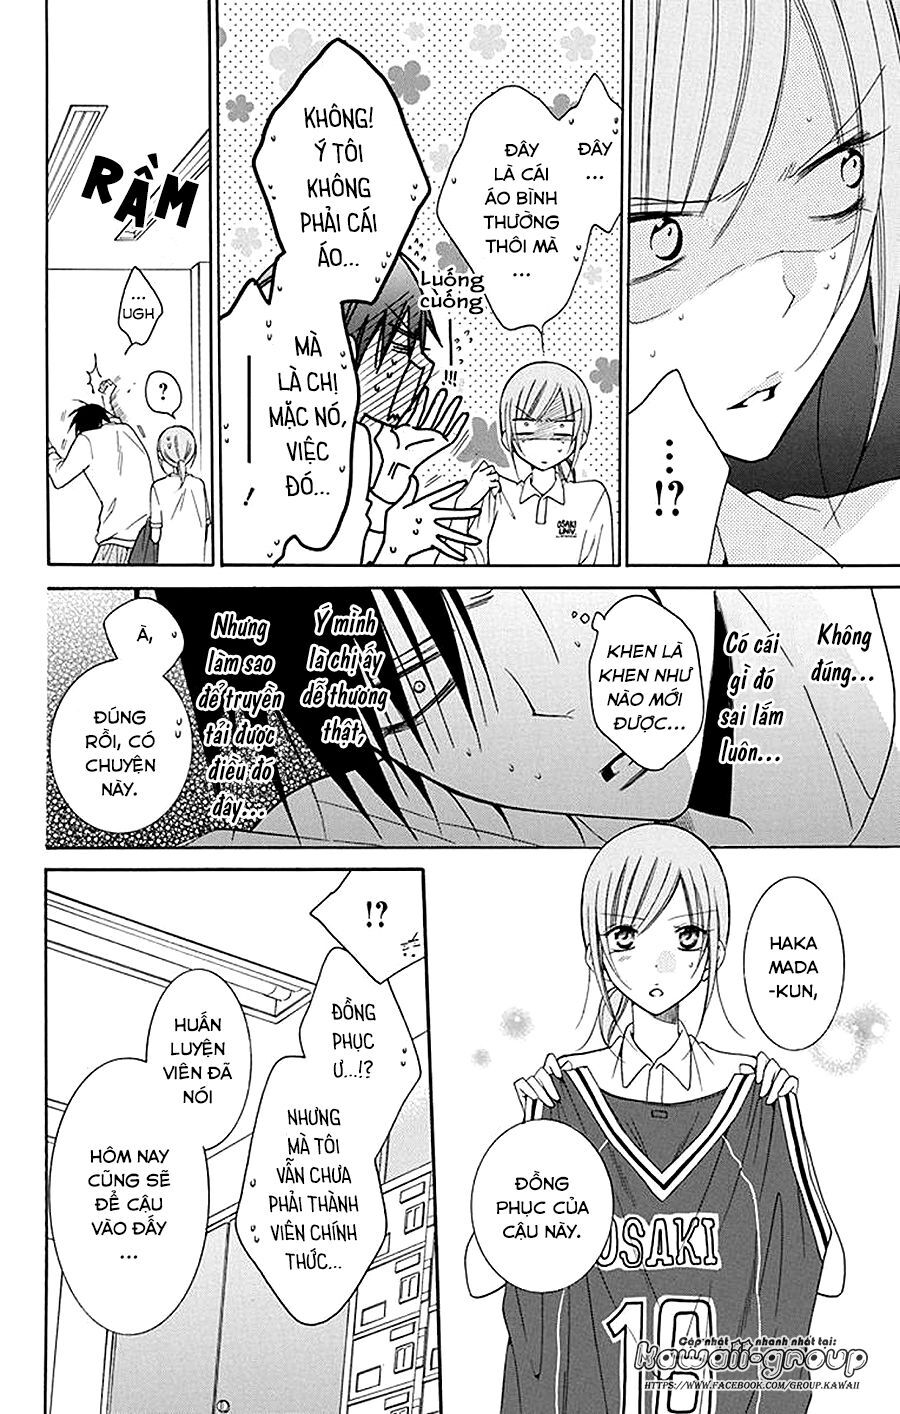 ...
!?
ĐÂY
...
ĐÂY
LÀ CÁI
ÁO BÌNH
THƯỜNG
THÔI MÀ
...
OSAKI
UNIV
Luống
cuống
!!!
KHÔNG!
Ý TÔI
KHÔNG
PHẢI CÁI
ÁO...
MÀ
LÀ CHỊ
MẶC NÓ,
VIỆC
ĐÓ...
!
RẦM
...
UGH
?
Không
đúng...
Có cái
gì đó
sai lắm
luôn...
KHEN LÀ
KHEN NHƯ
NÀO MỚI
ĐƯỢC...
Ý mình
là chị ấy
dễ thương
thật,
Nhưng
làm sao
để truyền
tải được
điều đó
đây...
À,
ĐÚNG
RỒI, CÓ
CHUYỆN
NÀY.
HAKA
MADA
-KUN,
ĐỒNG
PHỤC CỦA
CẬU NÀY.
OSAKI
18
!?
ĐỒNG
PHỤC
Ư...!?
NHƯNG
MÀ TÔI
VẪN CHƯA
PHẢI THÀNH
VIÊN CHÍNH
THỨC...
HUẤN
LUYỆN
VIÊN ĐÃ
NÓI
HÔM NAY
CŨNG SẼ
ĐỂ CẬU
VÀO ĐẤY
...
Cập nhật nhanh nhất tại:
kawaii-group
HTTPS://WWW.FACEBOOK.COM/GROUP.KAWAII